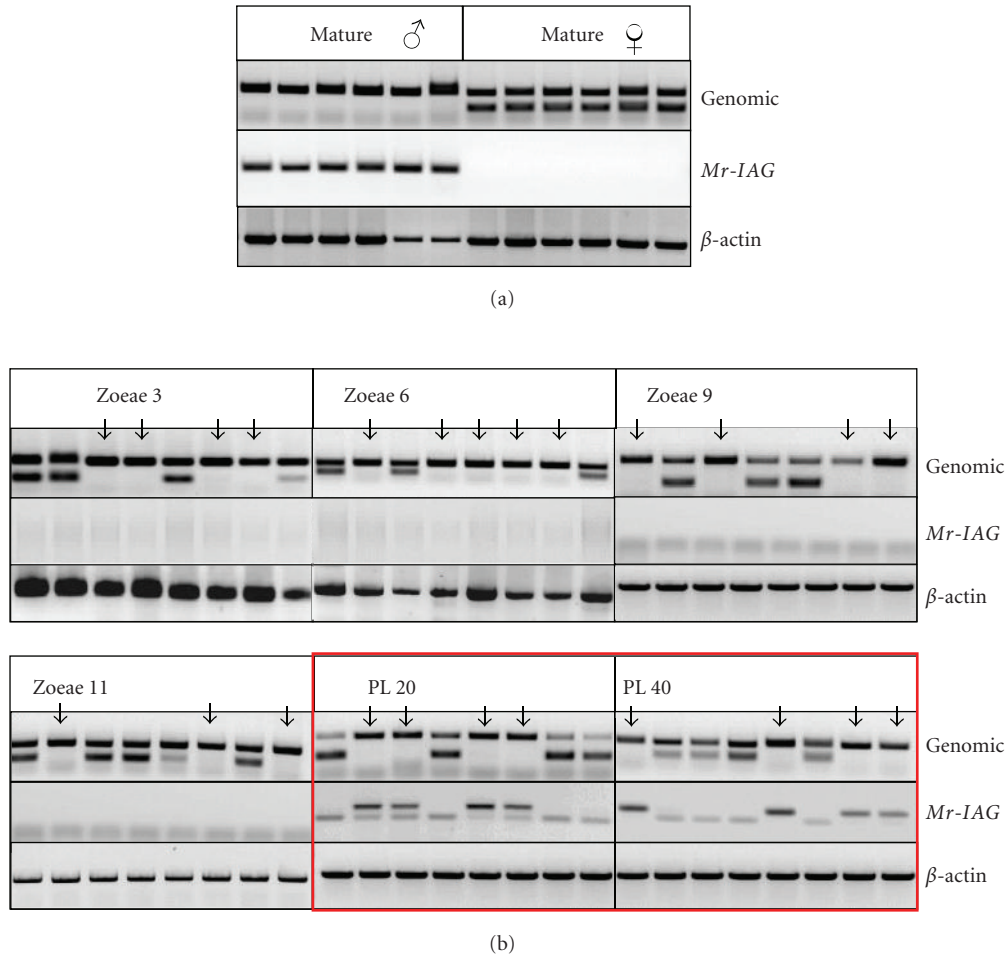 Mature ♂ Mature ♀
Genomic
Mr-IAG
β-actin
(a)
Zoeae 3 Zoeae 6 Zoeae 9
Genomic
Mr-IAG
β-actin
Zoeae 11 PL 20 PL 40
Genomic
Mr-IAG
β-actin
(b)